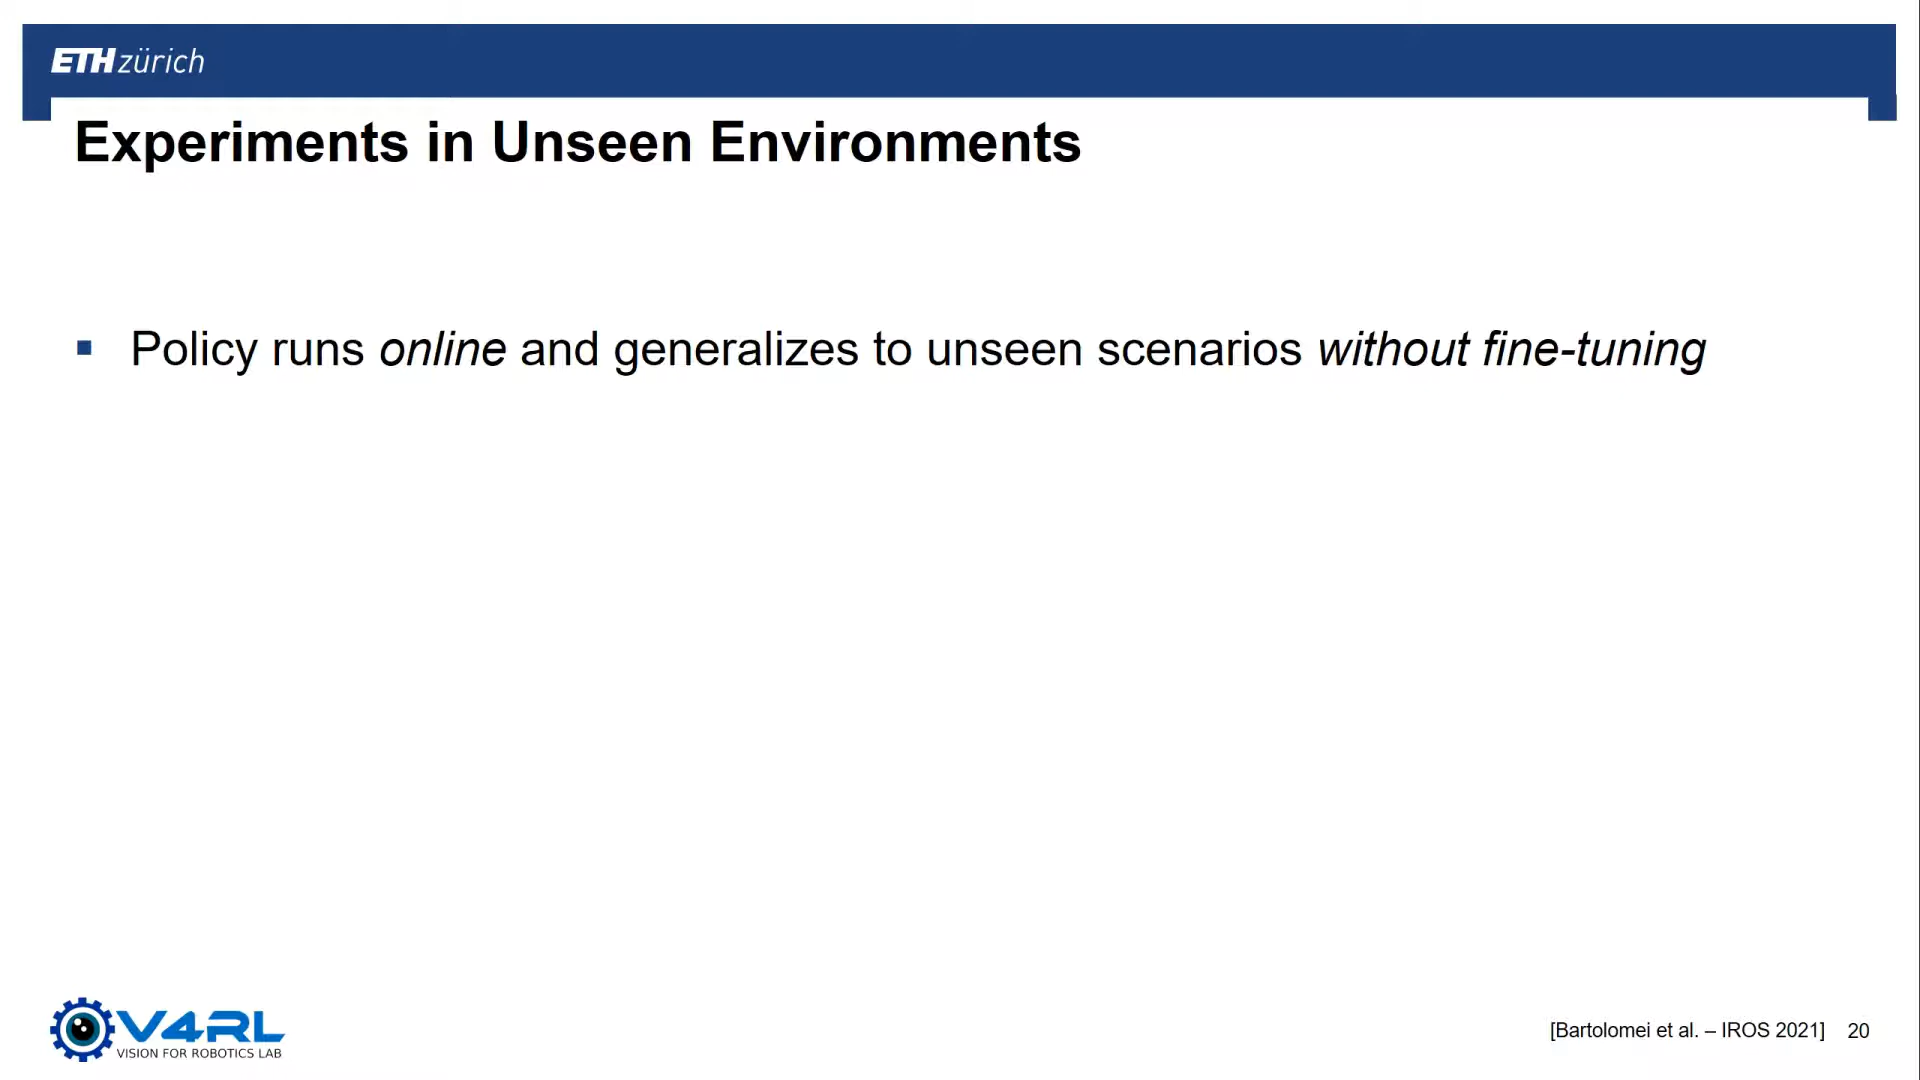 ETH zürich
Experiments in Unseen Environments
▪ Policy runs online and generalizes to unseen scenarios without fine-tuning
V4RL
VISION FOR ROBOTICS LAB
[Bartolomei et al. – IROS 2021] 20